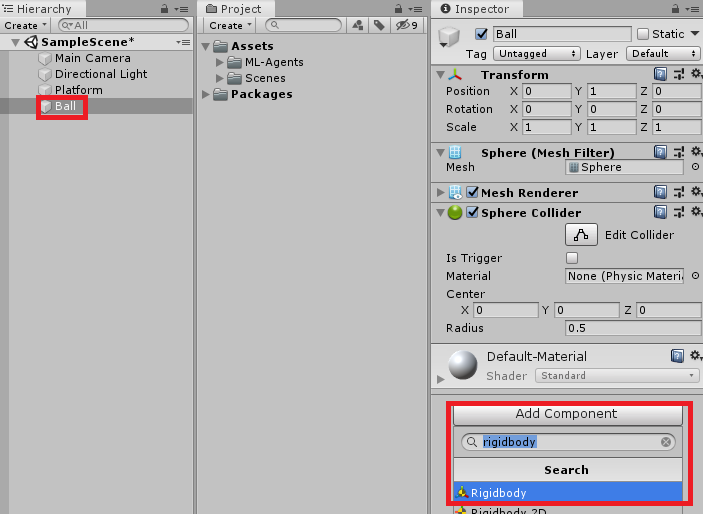 Hierarchy
Create
All
SampleScene*
Main Camera
Directional Light
Platform
Ball
Project
Create
9
Assets
ML-Agents
Scenes
Packages
Inspector
Ball
Static
Tag Untagged Layer Default
Transform
Position X 0 Y 1 Z 0
Rotation X 0 Y 0 Z 0
Scale X 1 Y 1 Z 1
Sphere (Mesh Filter)
Mesh Sphere
Mesh Renderer
Sphere Collider
Edit Collider
Is Trigger
Material None (Physic Materia
Center
X 0 Y 0 Z 0
Radius 0.5
Default-Material
Shader Standard
Add Component
rigidbody
Search
Rigidbody
Rigidbody 2D